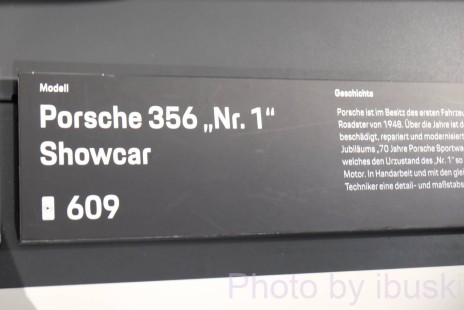 Modell
Porsche 356 „Nr. 1“
Showcar
609
Geschichte
Porsche ist im Besitz des ersten Fahrzeu
Roadster von 1948. Über die Jahre ist d
beschädigt, repariert und modernisiert
Jubiläums „70 Jahre Porsche Sportwa
welches den Urzustand des „Nr. 1“ so
Motor. In Handarbeit und mit den glei
Techniker eine detail- und maßstabs
Photo by ibuski